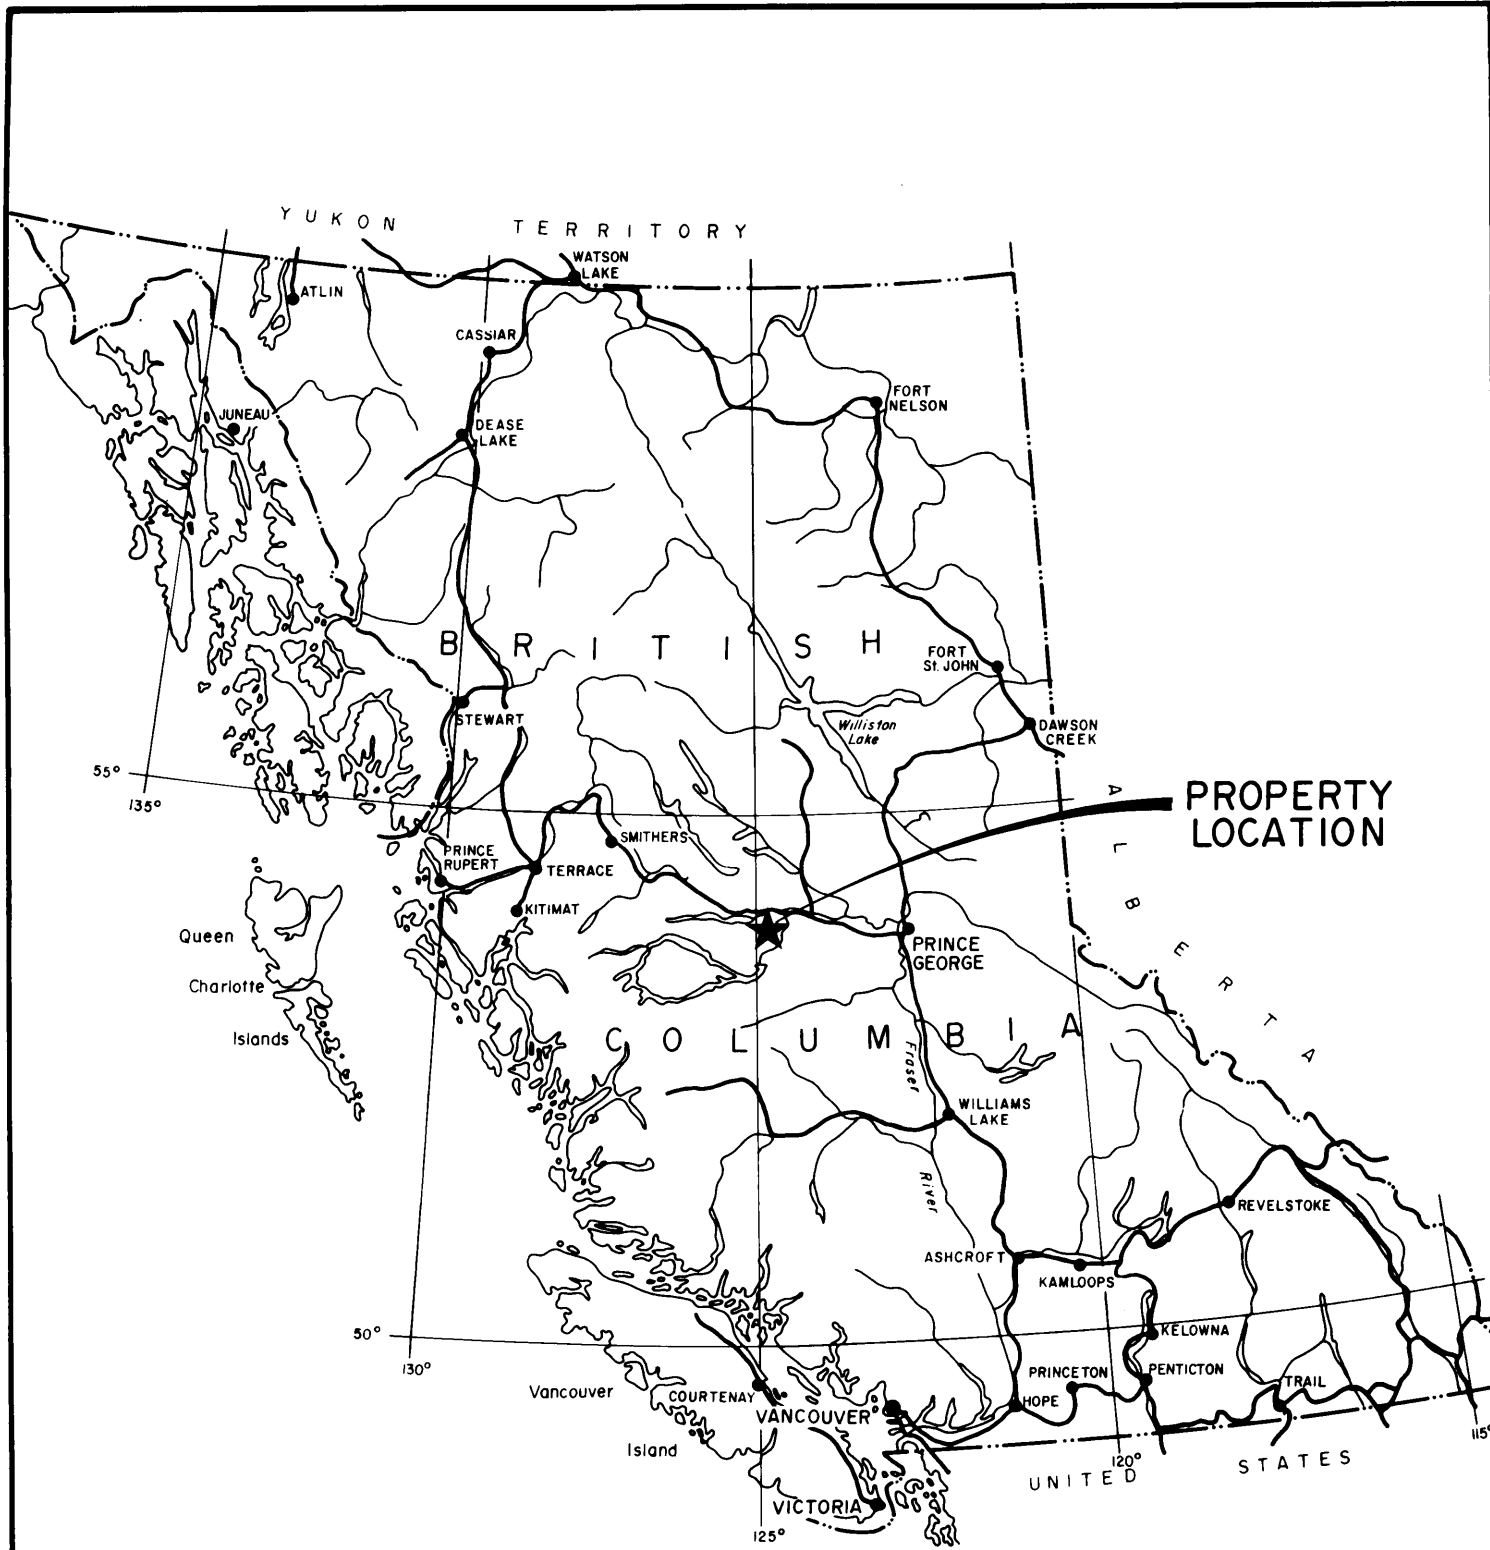 YUKON TERRITORY
WATSON
LAKE
ATLIN
CASSIAR
FORT
NELSON
JUNEAU
DEASE
LAKE
BRITISH
FORT
St. JOHN
STEWART
Williston
Lake
DAWSON
CREEK
55°
135°
ALBERTA
PROPERTY
LOCATION
SMITHERS
PRINCE
RUPERT
TERRACE
KITIMAT
Queen
Charlotte
Islands
PRINCE
GEORGE
COLUMBIA
Fraser
River
WILLIAMS
LAKE
REVELSTOKE
ASHCROFT
KAMLOOPS
50°
130°
KELOWNA
PRINCETON
PENTICTON
TRAIL
Vancouver
Island
COURTENAY
VANCOUVER
HOPE
120°
115°
UNITED STATES
VICTORIA
125°